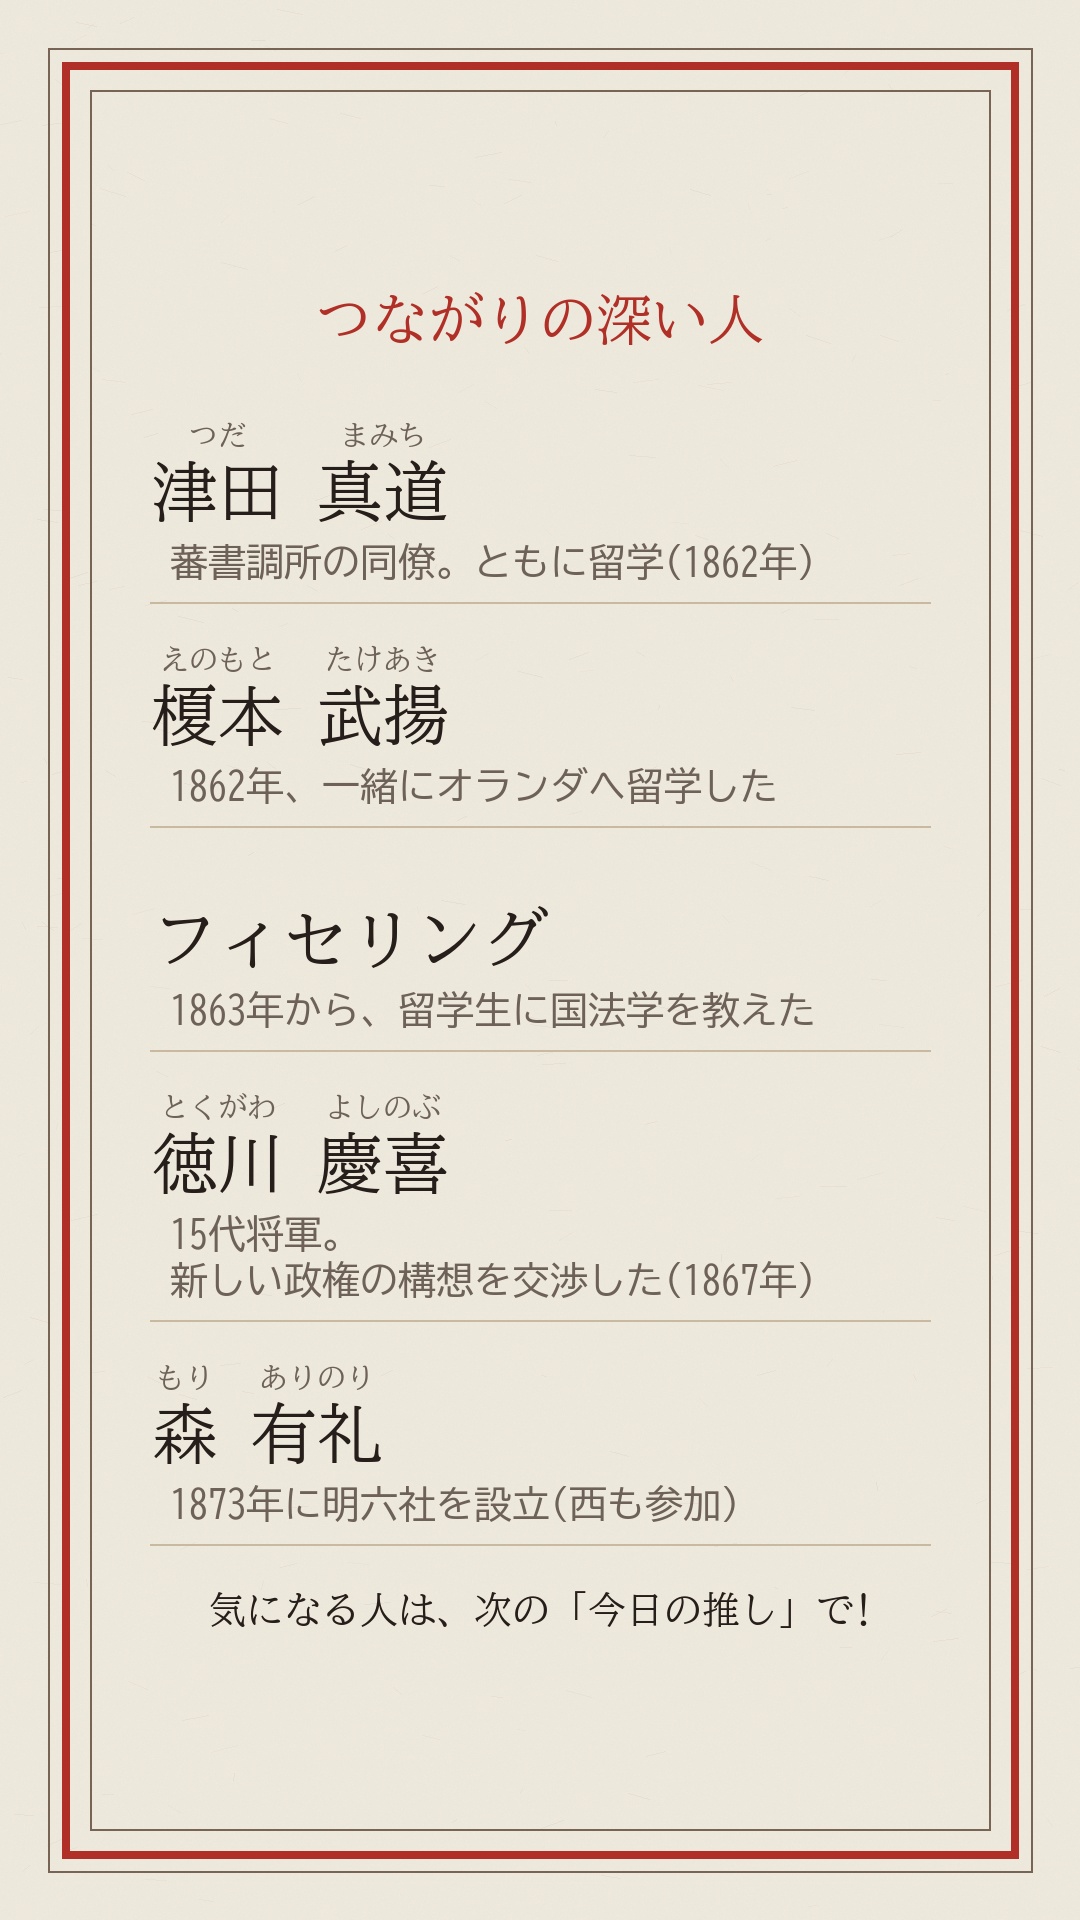 つながりの深い人
つだ まみち
津田 真道
蕃書調所の同僚。ともに留学(1862年)
えのもと たけあき
榎本 武揚
1862年、一緒にオランダへ留学した
フィセリング
1863年から、留学生に国法学を教えた
とくがわ よしのぶ
徳川 慶喜
15代将軍。
新しい政権の構想を交渉した(1867年)
もり ありのり
森 有礼
1873年に明六社を設立(西も参加)
気になる人は、次の「今日の推し」で!